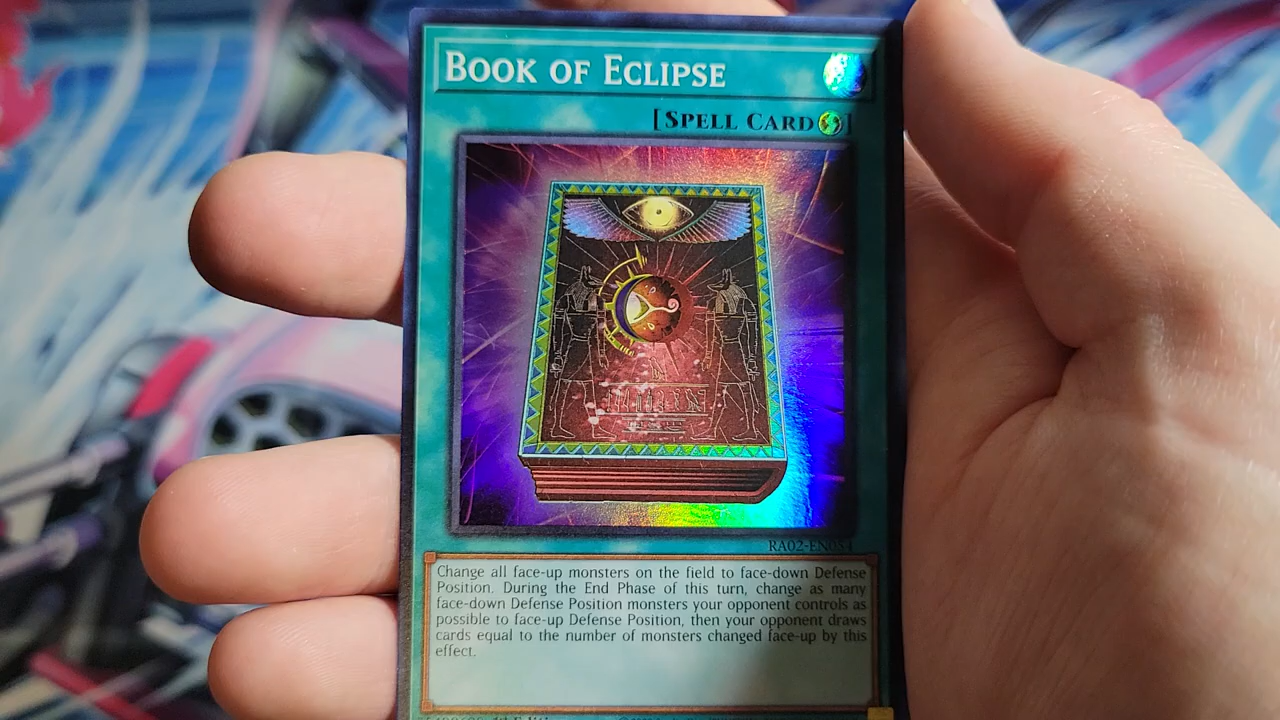 Book of Eclipse
[Spell Card]
RA02-EN054
Change all face-up monsters on the field to face-down Defense
Position. During the End Phase of this turn, change as many
face-down Defense Position monsters your opponent controls as
possible to face-up Defense Position, then your opponent draws
cards equal to the number of monsters changed face-up by this
effect.